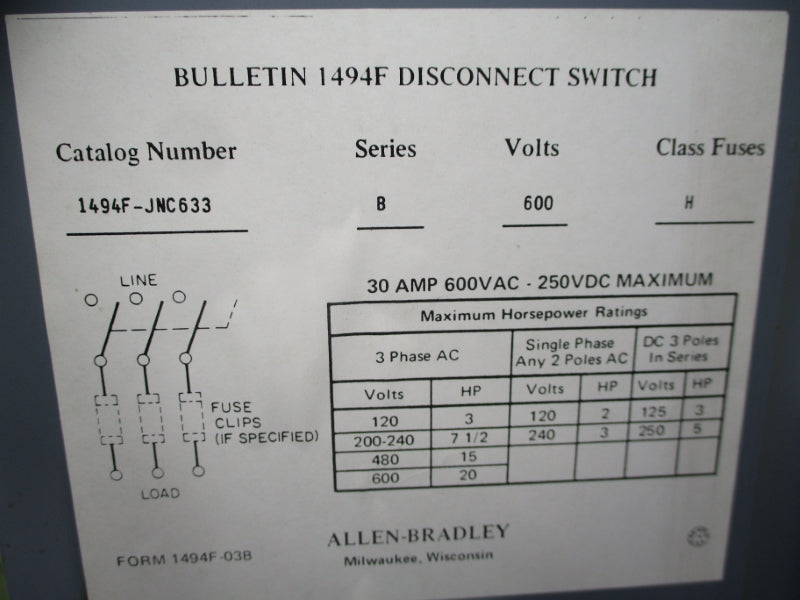 BULLETIN 1494F DISCONNECT SWITCH
Catalog Number Series Volts Class Fuses
1494F-JNC633 B 600 H
LINE
FUSE
CLIPS
(IF SPECIFIED)
LOAD
30 AMP 600VAC - 250VDC MAXIMUM
Maximum Horsepower Ratings
3 Phase AC Single Phase Any 2 Poles AC DC 3 Poles In Series
Volts HP Volts HP Volts HP
120 3 120 2 125 3
200-240 7 1/2 240 3 250 5
480 15
600 20
FORM 1494F-03B
ALLEN-BRADLEY
Milwaukee, Wisconsin